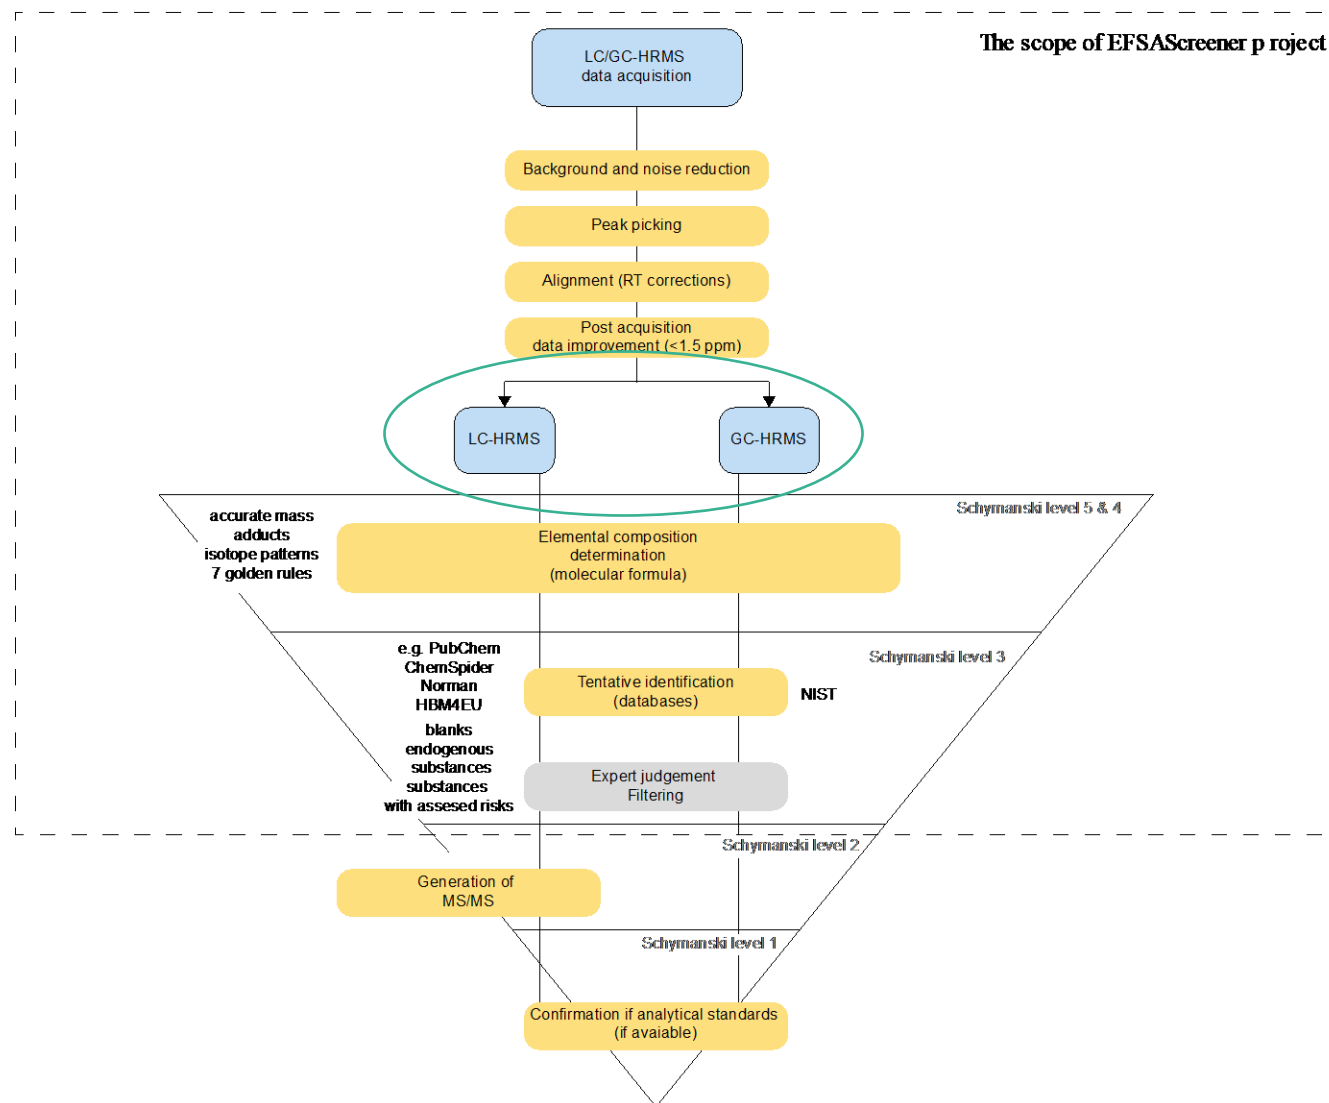 The scope of EFSAScreener p roject
LC/GC-HRMS
data acquisition
Background and noise reduction
Peak picking
Alignment (RT corrections)
Post acquisition
data improvement (<1.5 ppm)
LC-HRMS
GC-HRMS
Schymanski level 5 & 4
accurate mass
adducts
isotope patterns
7 golden rules
Elemental composition
determination
(molecular formula)
Schymanski level 3
e.g. PubChem
ChemSpider
Norman
HBM4EU
Tentative identification
(databases)
NIST
blanks
endogenous
substances
substances
with assesed risks
Expert judgement
Filtering
Schymanski level 2
Generation of
MS/MS
Schymanski level 1
Confirmation if analytical standards
(if avaiable)